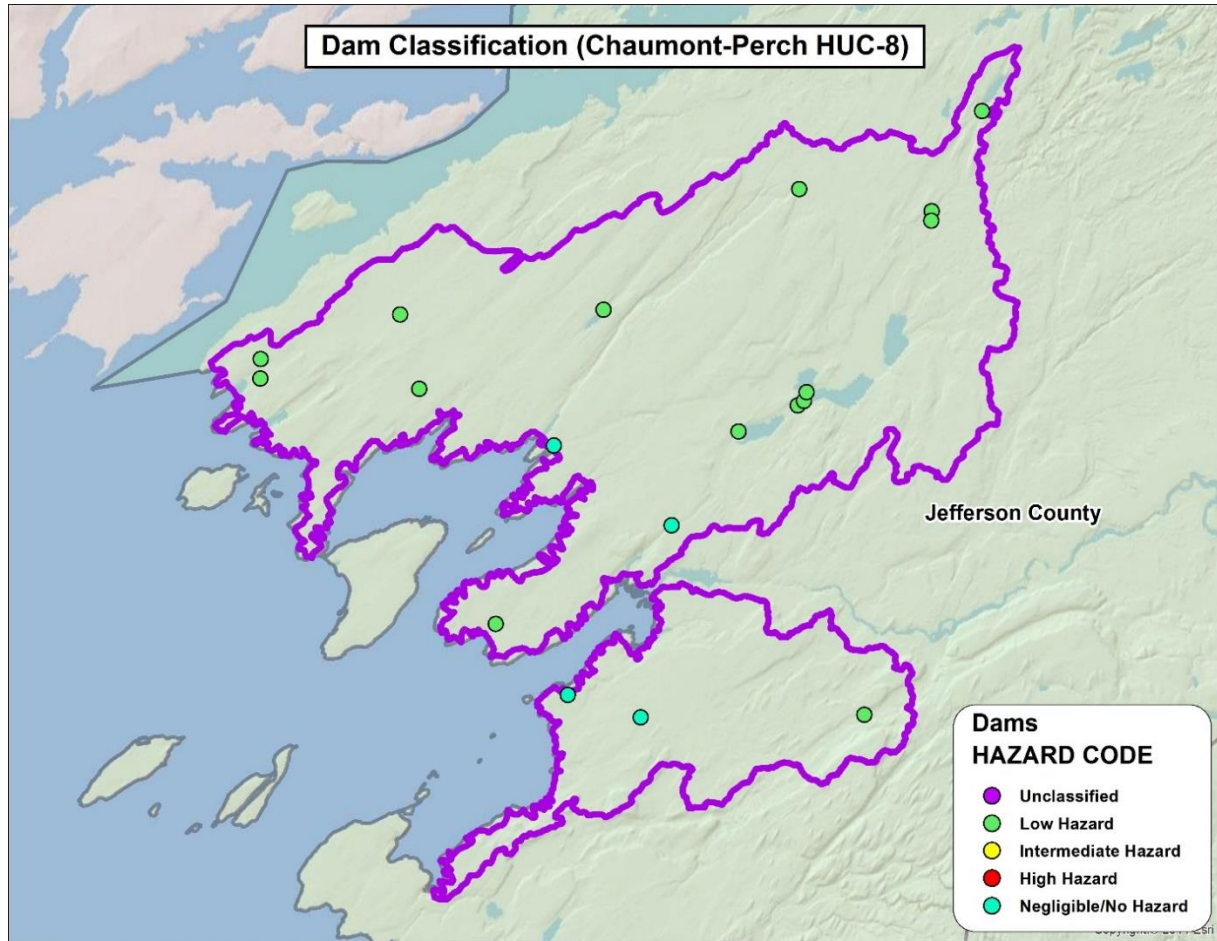 Dam Classification (Chaumont-Perch HUC-8)
Jefferson County
Dams
HAZARD CODE
Unclassified
Low Hazard
Intermediate Hazard
High Hazard
Negligible/No Hazard